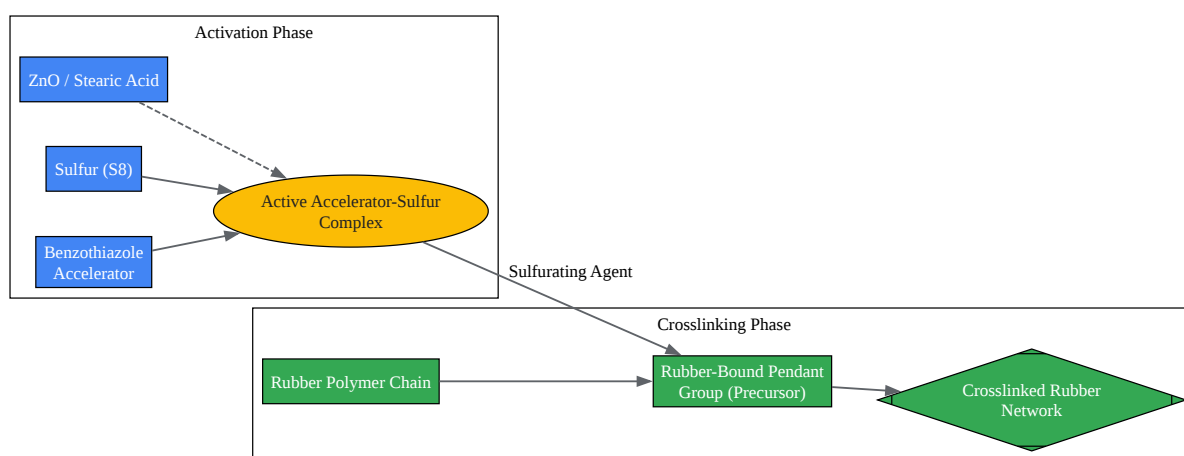 Activation Phase
ZnO / Stearic Acid
Sulfur (S8)
Active Accelerator-Sulfur
Complex
Benzothiazole
Accelerator
Sulfurating Agent
Crosslinking Phase
Rubber Polymer Chain
Rubber-Bound Pendant
Group (Precursor)
Crosslinked Rubber
Network